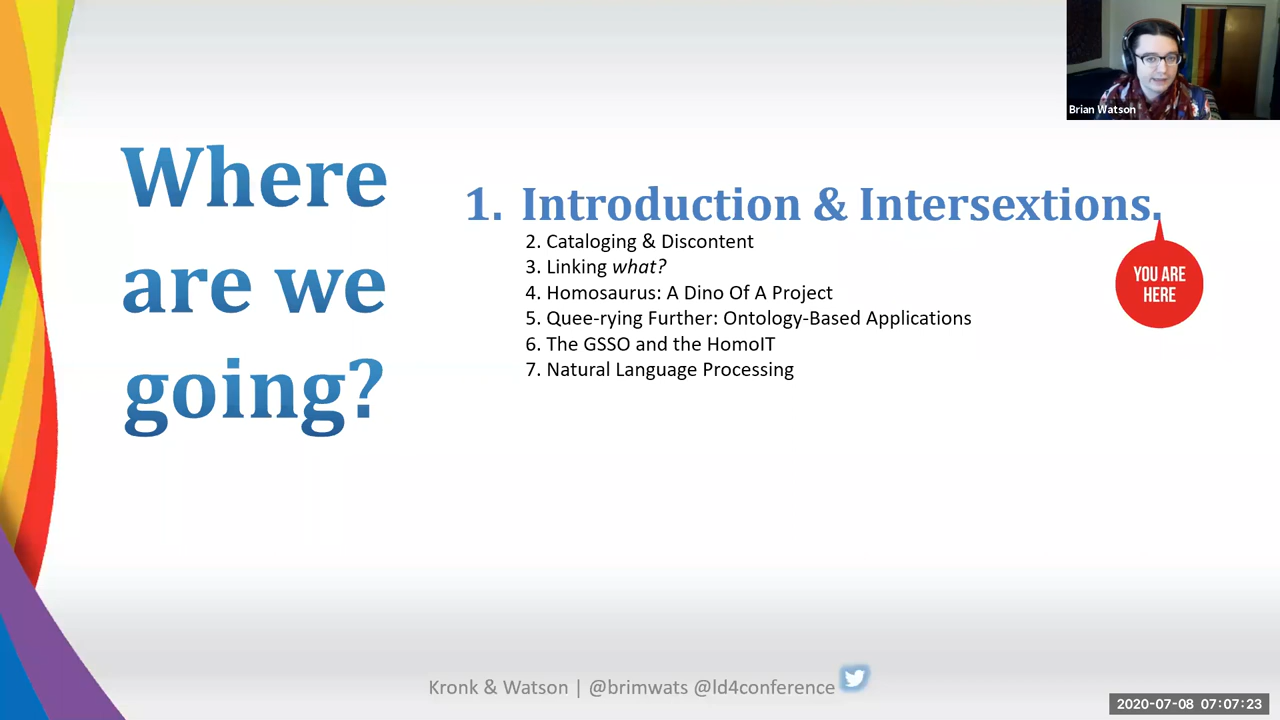 Brian Watson
Where
are we
going?
1. Introduction & Intersextions.
2. Cataloging & Discontent
3. Linking what?
4. Homosaurus: A Dino Of A Project
5. Quee-rying Further: Ontology-Based Applications
6. The GSSO and the HomoIT
7. Natural Language Processing
YOU ARE
HERE
Kronk & Watson | @brimwats @ld4conference
2020-07-08 07:07:23